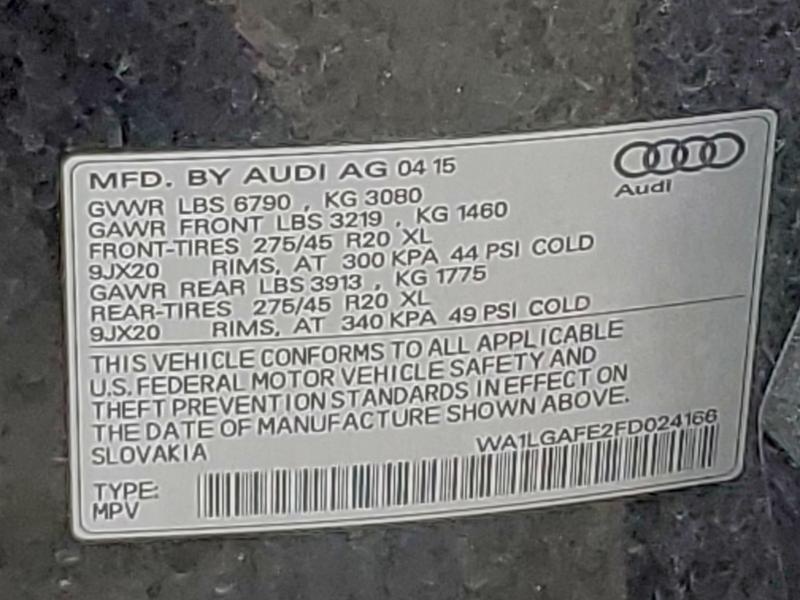 MFD. BY AUDI AG 04 15
Audi
GVWR LBS 6790 , KG 3080
GAWR FRONT LBS 3219 , KG 1460
FRONT-TIRES 275/45 R20 XL
9JX20 RIMS, AT 300 KPA 44 PSI COLD
GAWR REAR LBS 3913 , KG 1775
REAR-TIRES 275/45 R20 XL
9JX20 RIMS, AT 340 KPA 49 PSI COLD
THIS VEHICLE CONFORMS TO ALL APPLICABLE
U.S. FEDERAL MOTOR VEHICLE SAFETY AND
THEFT PREVENTION STANDARDS IN EFFECT ON
THE DATE OF MANUFACTURE SHOWN ABOVE.
SLOVAKIA
WA1LGAFE2FD024166
TYPE:
MPV